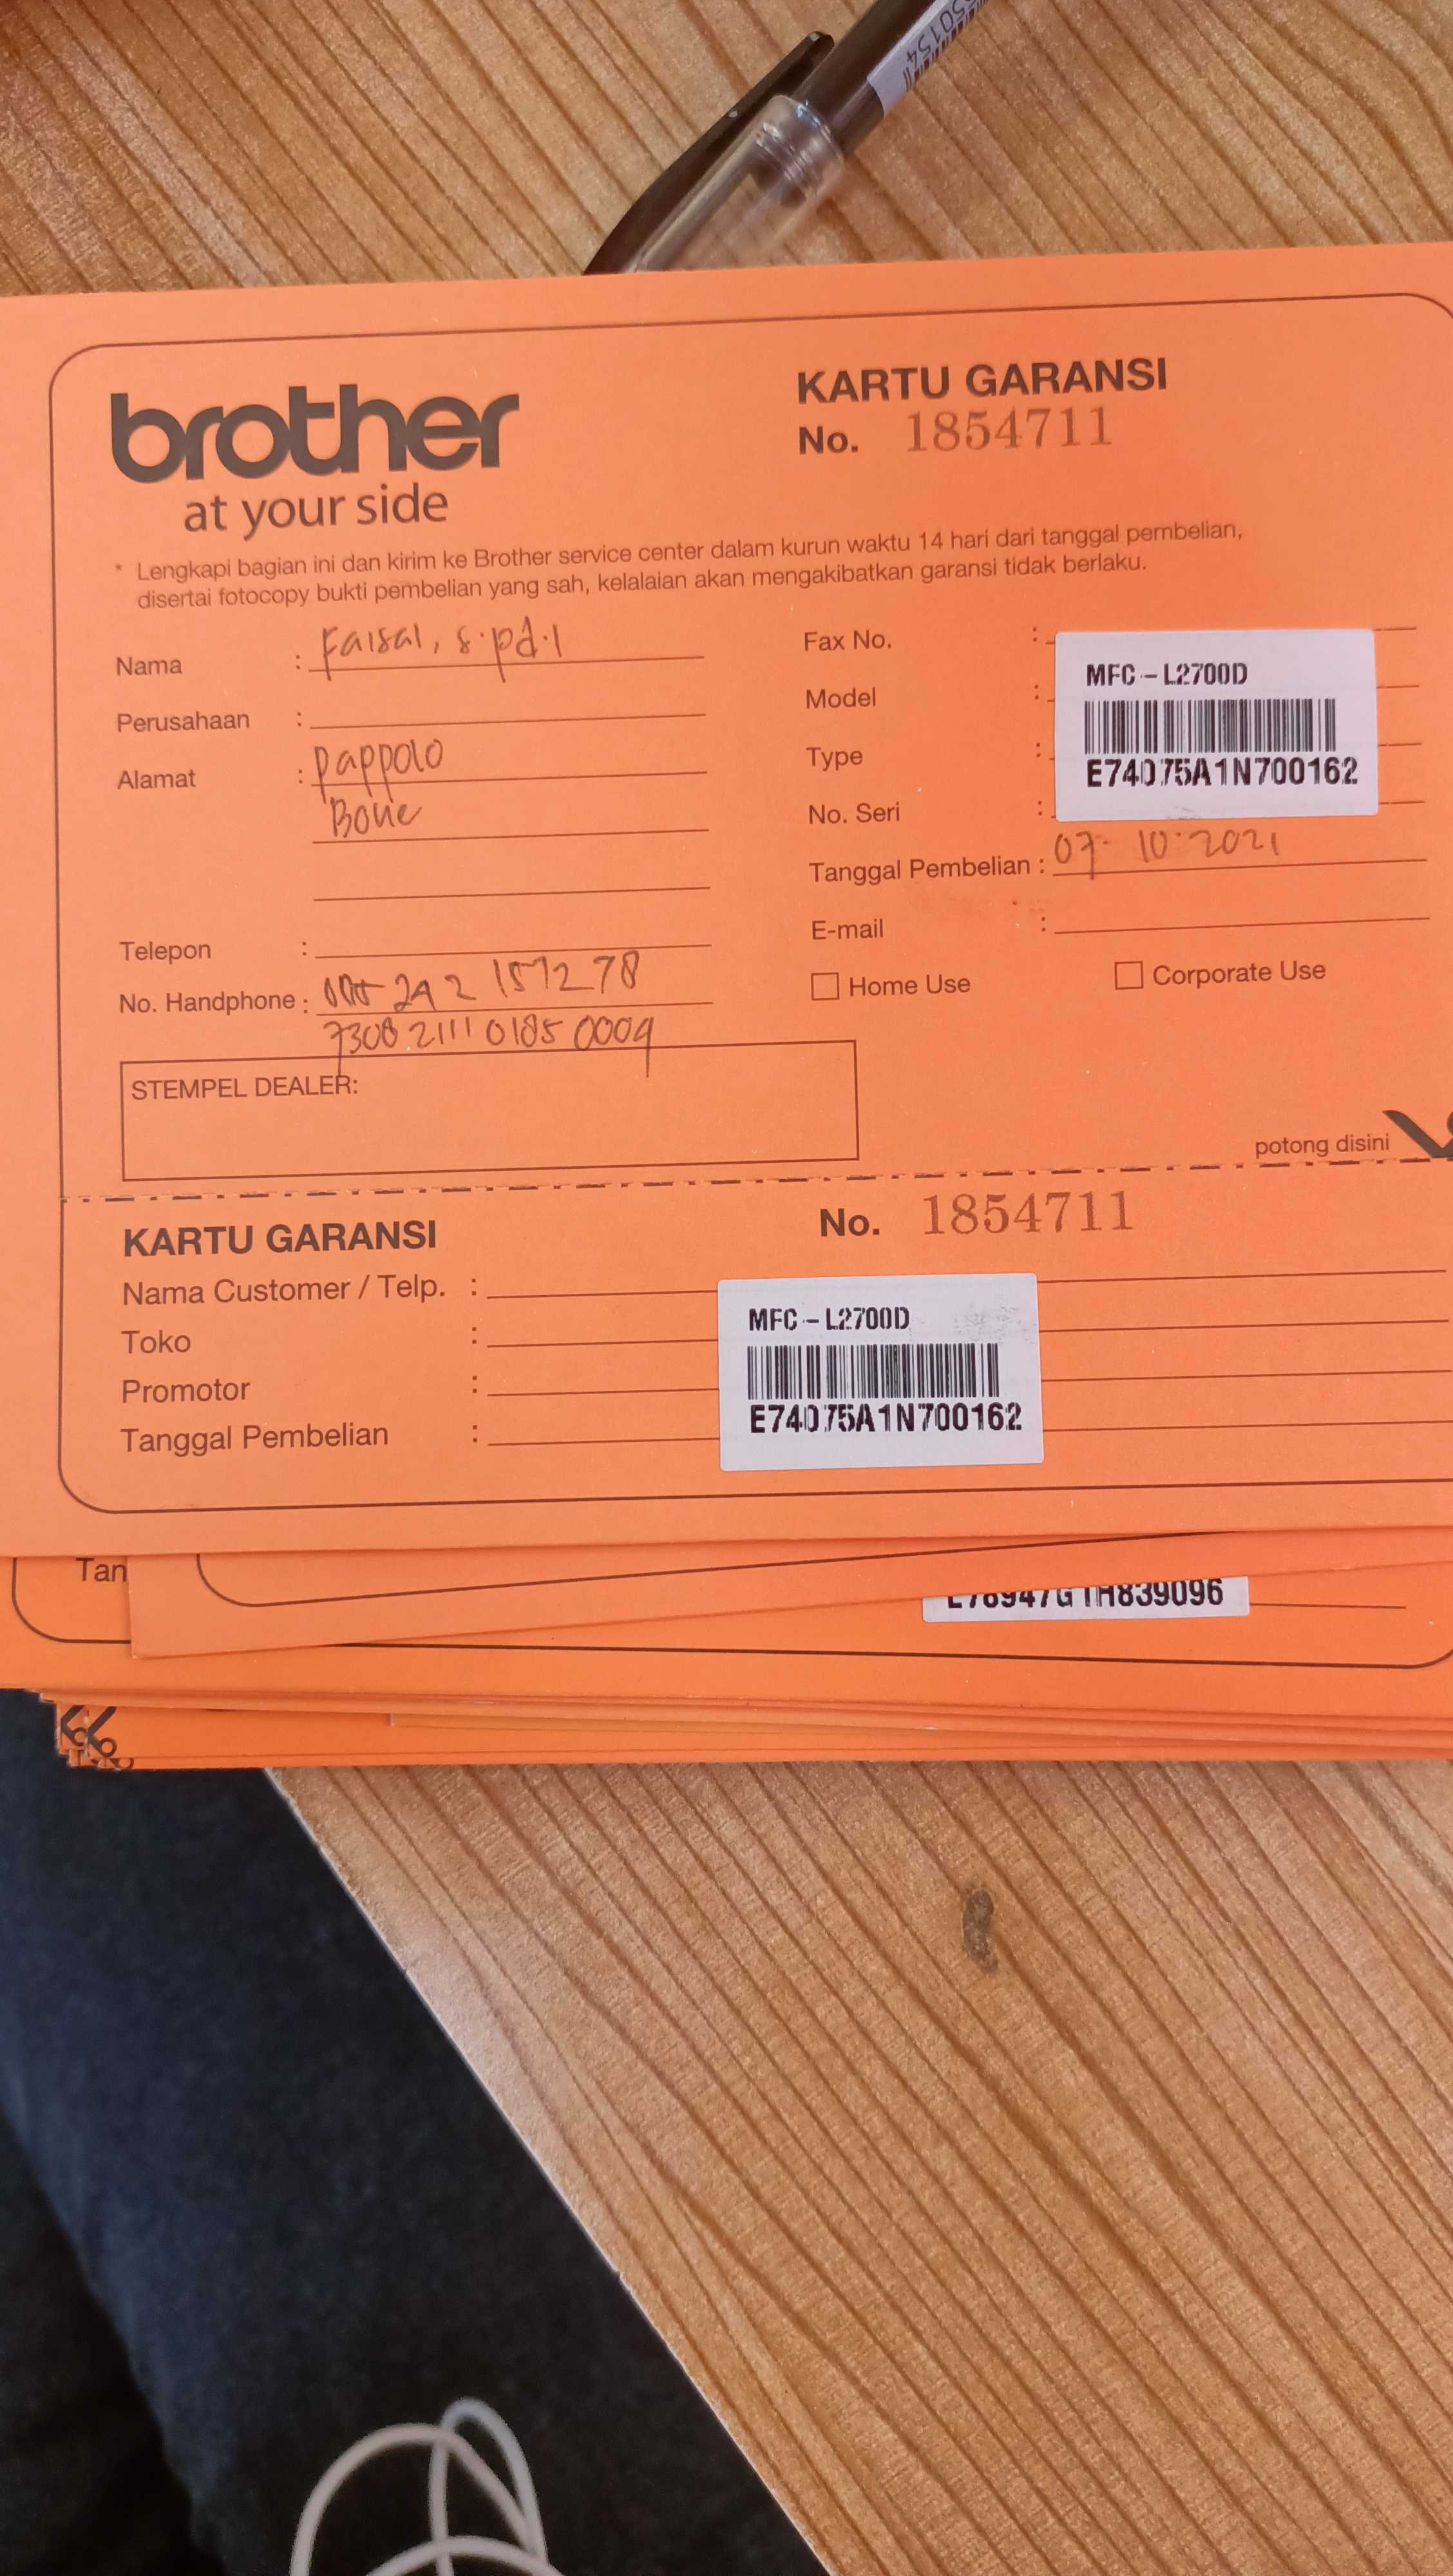 brother
at your side
KARTU GARANSI
No. 1854711
* Lengkapi bagian ini dan kirim ke Brother service center dalam kurun waktu 14 hari dari tanggal pembelian,
disertai fotocopy bukti pembelian yang sah, kelalaian akan mengakibatkan garansi tidak berlaku.
Nama : Faisal, s.pd.I
Perusahaan :
Alamat : pappolo
Bone
Telepon :
No. Handphone : 242 157278
7308 2111 0185 0009
Fax No. :
Model :
MFC-L2700D
Type :
E74075A1N700162
No. Seri :
Tanggal Pembelian : 07-10-2021
E-mail :
Home Use
Corporate Use
STEMPEL DEALER:
potong disini
KARTU GARANSI
No. 1854711
Nama Customer / Telp. :
Toko :
Promotor :
Tanggal Pembelian :
MFC-L2700D
E74075A1N700162
Tan
E78947G1H839096